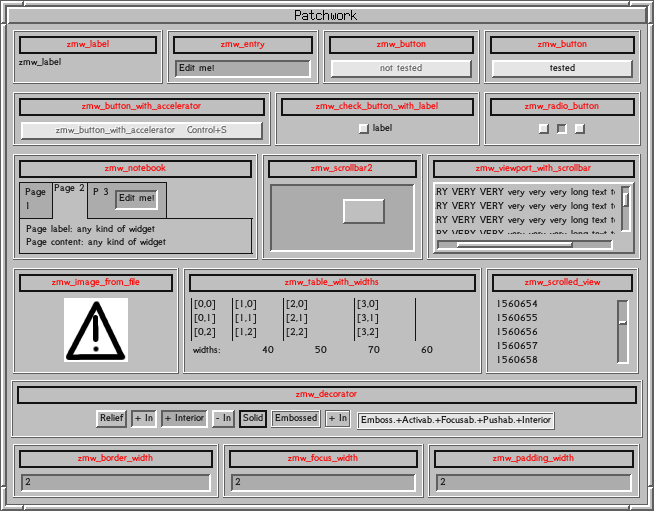 Patchwork
zmw_label
zmw_label
zmw_entry
Edit me!
zmw_button
not tested
zmw_button
tested
zmw_button_with_accelerator
zmw_button_with_accelerator Control+S
zmw_check_button_with_label
label
zmw_radio_button
zmw_notebook
Page 1
Page 2
P 3 Edit me!
Page label: any kind of widget
Page content: any kind of widget
zmw_scrollbar2
zmw_viewport_with_scrollbar
RY VERY VERY very very very long text t
RY VERY VERY very very very long text t
RY VERY VERY very very very long text t
RY VERY VERY very very very long text t
zmw_image_from_file
zmw_table_with_widths
[0,0] [1,0] [2,0] [3,0]
[0,1] [1,1] [2,1] [3,1]
[0,2] [1,2] [2,2] [3,2]
widths: 40 50 70 60
zmw_scrolled_view
1560654
1560655
1560656
1560657
1560658
zmw_decorator
Relief + In + Interior - In Solid Embossed + In Emboss.+Activab.+Focusab.+Pushab.+Interior
zmw_border_width
2
zmw_focus_width
2
zmw_padding_width
2